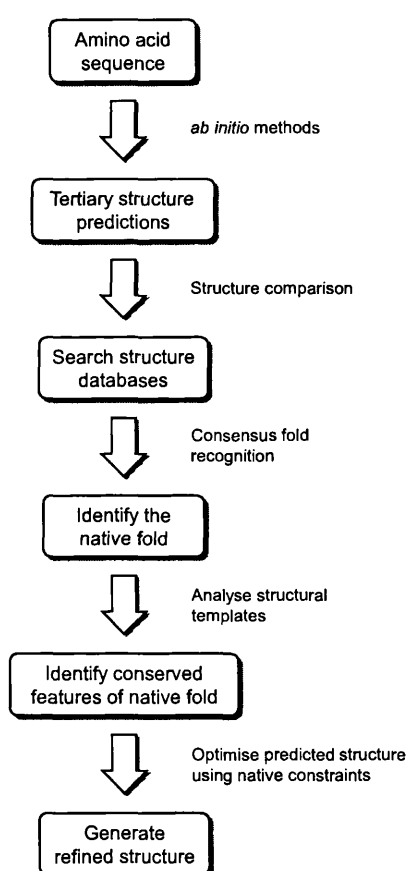 Amino acid
sequence
ab initio methods
Tertiary structure
predictions
Structure comparison
Search structure
databases
Consensus fold
recognition
Identify the
native fold
Analyse structural
templates
Identify conserved
features of native fold
Optimise predicted structure
using native constraints
Generate
refined structure